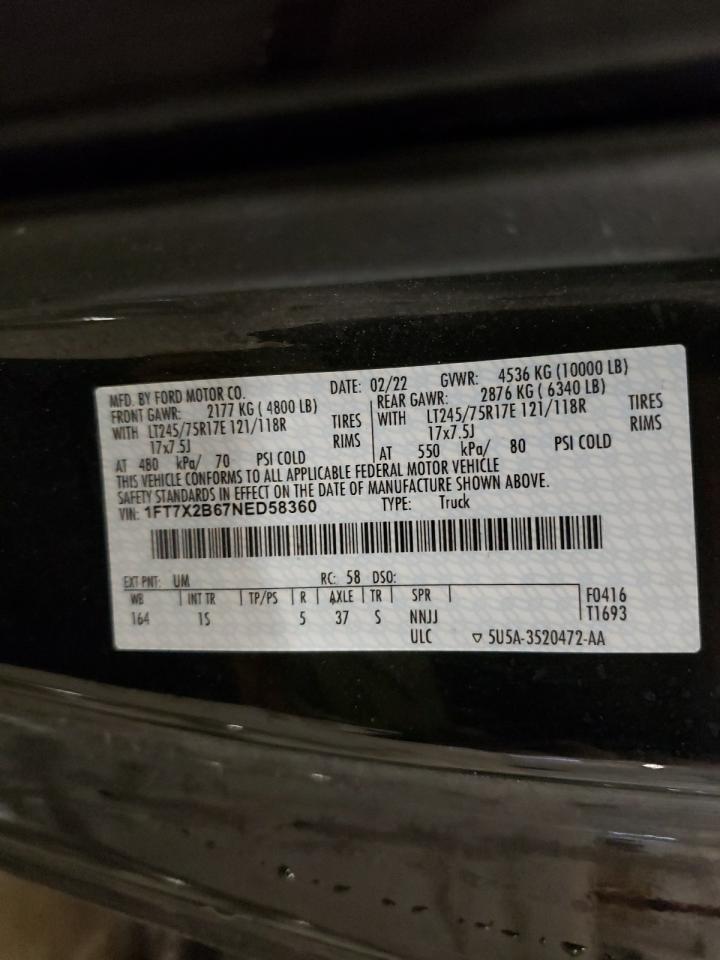 MFD. BY FORD MOTOR CO. DATE: 02/22 GVWR: 4536 KG (10000 LB)
FRONT GAWR: 2177 KG ( 4800 LB) REAR GAWR: 2876 KG ( 6340 LB)
WITH LT245/75R17E 121/118R TIRES WITH LT245/75R17E 121/118R TIRES
17x7.5J RIMS 17x7.5J RIMS
AT 480 kPa/ 70 PSI COLD AT 550 kPa/ 80 PSI COLD
THIS VEHICLE CONFORMS TO ALL APPLICABLE FEDERAL MOTOR VEHICLE
SAFETY STANDARDS IN EFFECT ON THE DATE OF MANUFACTURE SHOWN ABOVE.
VIN: 1FT7X2B67NED58360 TYPE: Truck
EXT PNT: UM RC: 58 DSO:
WB INT TR TP/PS R AXLE TR SPR F0416
164 1S 5 37 S NNJJ T1693
ULC ▽ 5U5A-3520472-AA